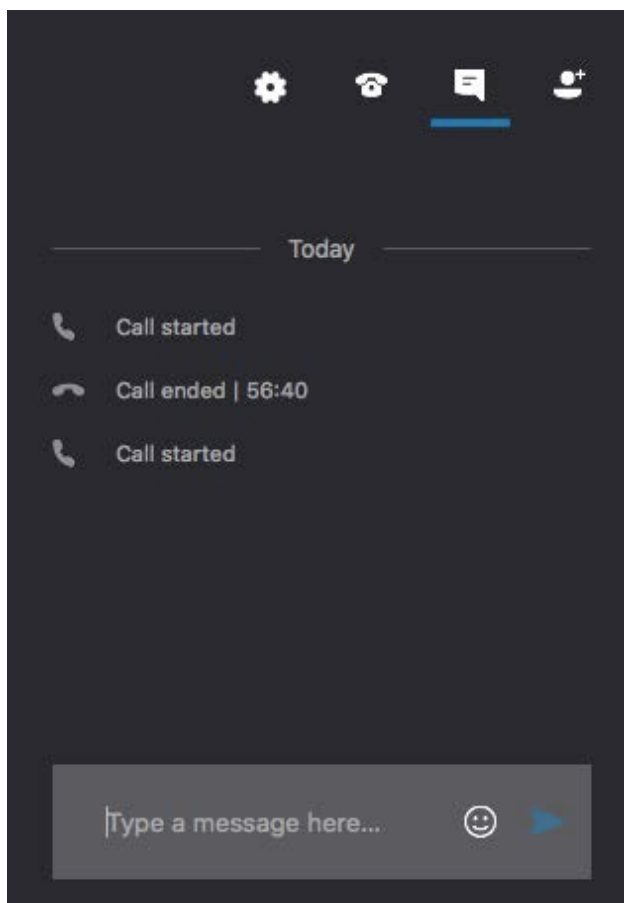 Today
Call started
Call ended | 56:40
Call started
Type a message here...